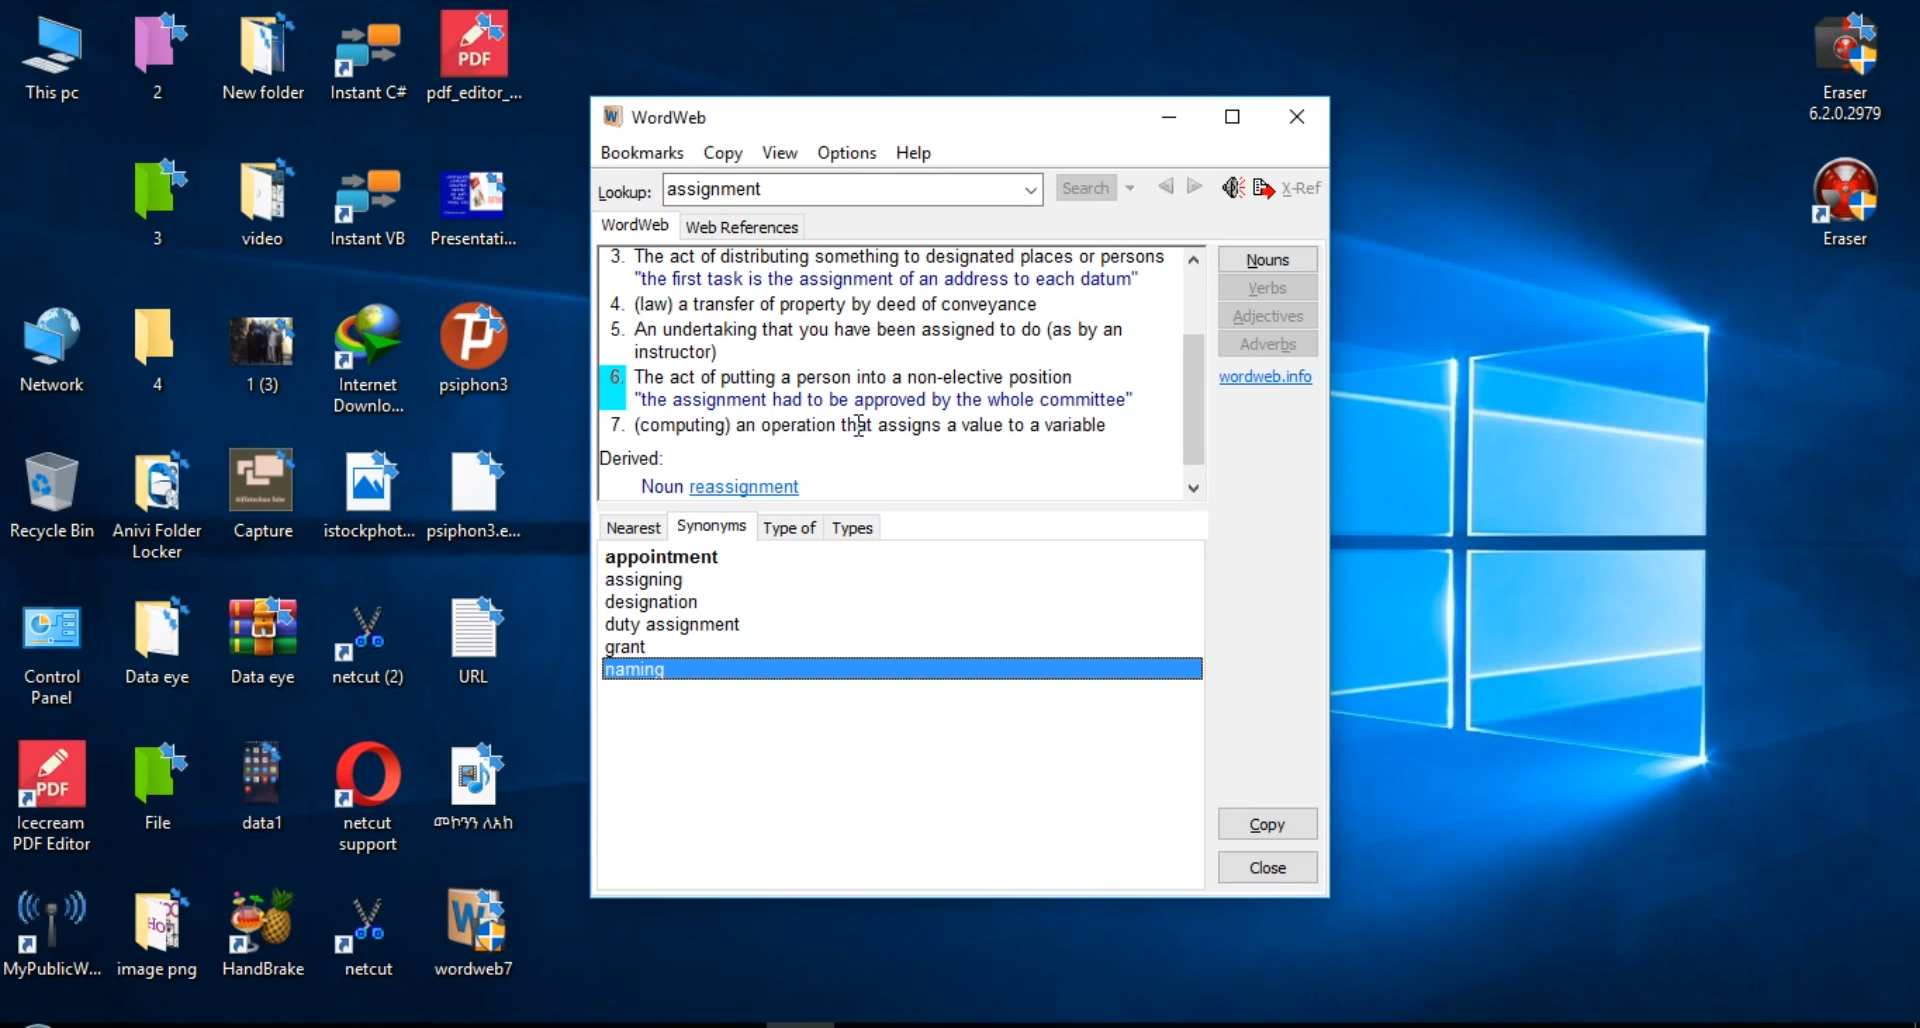 This pc
2
New folder
Instant C#
PDF
pdf_editor_...
3
video
Instant VB
Presentati...
Network
4
1 (3)
Internet
Downlo...
psiphon3
Recycle Bin
Anivi Folder
Locker
Capture
istockphot...
psiphon3.e...
Control
Panel
Data eye
Data eye
netcut (2)
URL
PDF
Icecream
PDF Editor
File
data1
netcut
support
መኮንን ለእከ
MyPublicW...
image png
HandBrake
netcut
wordweb7
WordWeb
Bookmarks Copy View Options Help
Lookup: assignment Search X-Ref
WordWeb Web References
3. The act of distributing something to designated places or persons
"the first task is the assignment of an address to each datum"
4. (law) a transfer of property by deed of conveyance
5. An undertaking that you have been assigned to do (as by an
instructor)
6. The act of putting a person into a non-elective position
"the assignment had to be approved by the whole committee"
7. (computing) an operation that assigns a value to a variable
Derived:
Noun reassignment
Nouns
Verbs
Adjectives
Adverbs
wordweb.info
Nearest Synonyms Type of Types
appointment
assigning
designation
duty assignment
grant
naming
Copy
Close
Eraser
6.2.0.2979
Eraser